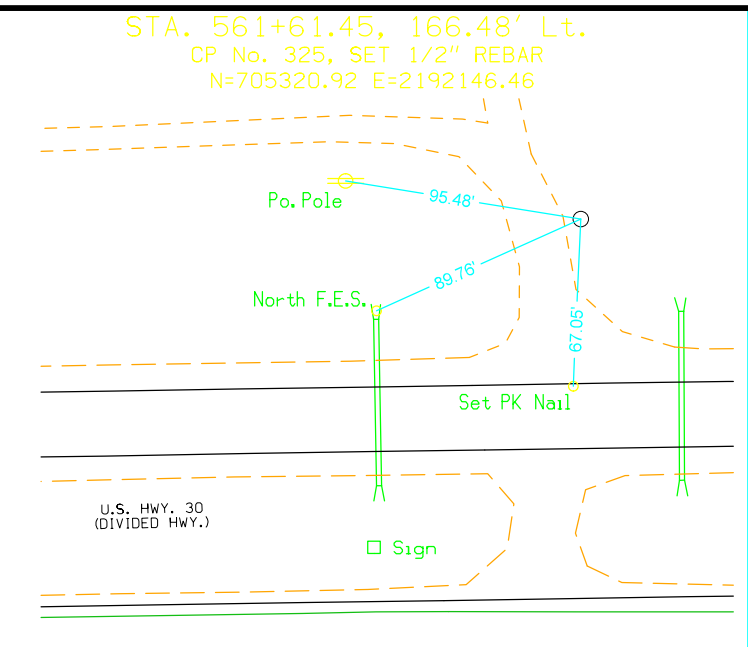 STA. 561+61.45, 166.48' Lt.
CP No. 325, SET 1/2" REBAR
N=705320.92 E=2192146.46
Po. Pole
95.48'
89.76'
North F.E.S.
67.05'
Set PK Nail
U.S. HWY. 30
(DIVIDED HWY.)
Sign